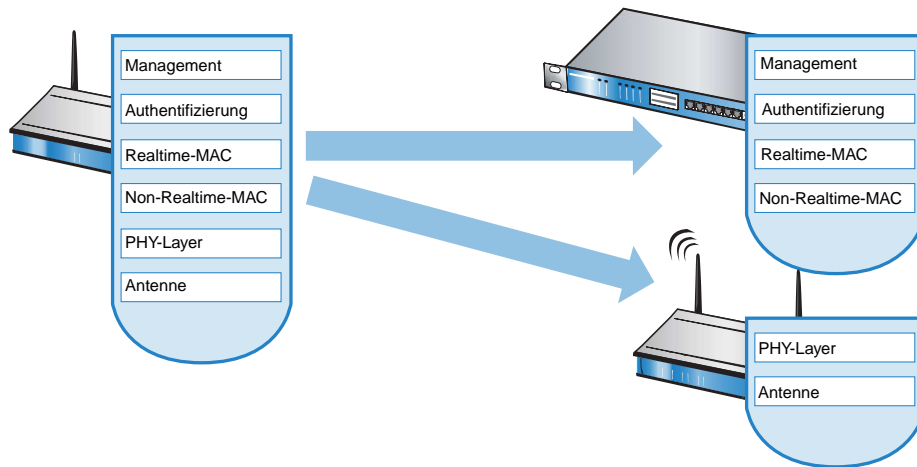 Management
Authentifizierung
Realtime-MAC
Non-Realtime-MAC
PHY-Layer
Antenne
Management
Authentifizierung
Realtime-MAC
Non-Realtime-MAC
PHY-Layer
Antenne